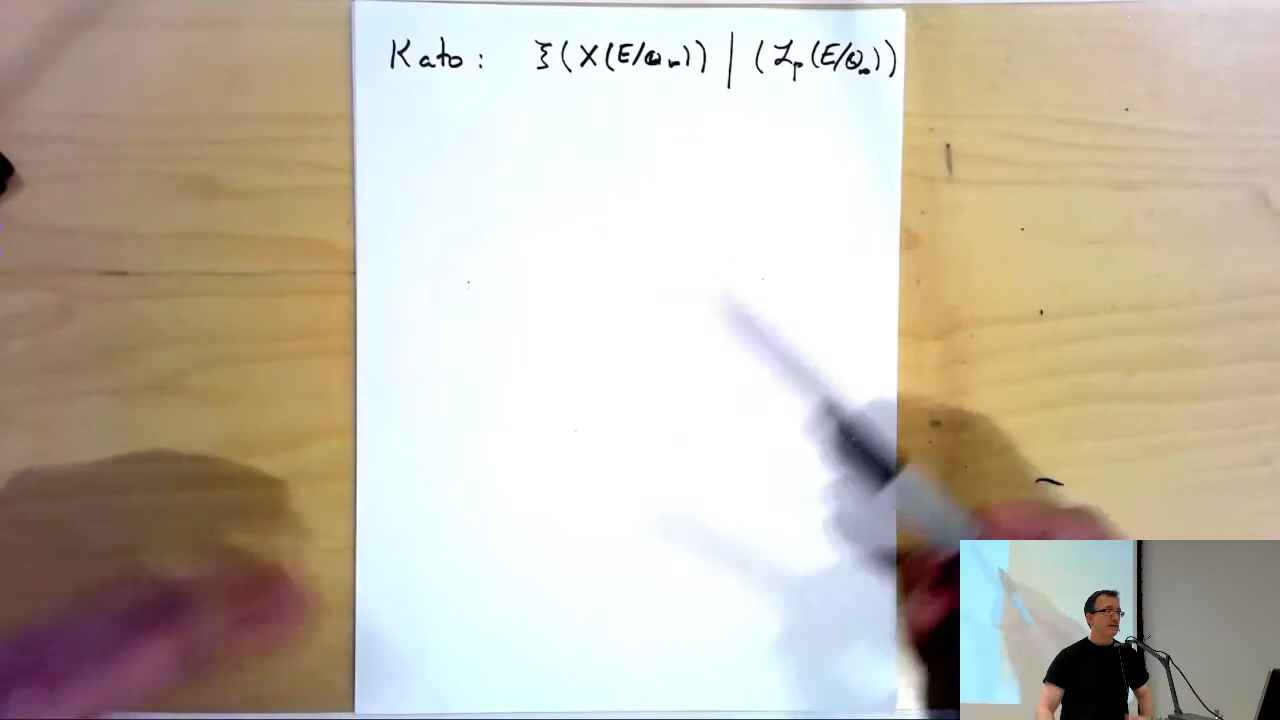 Kato : ξ(X(E/Q∞)) | (ℒp(E/Q∞))